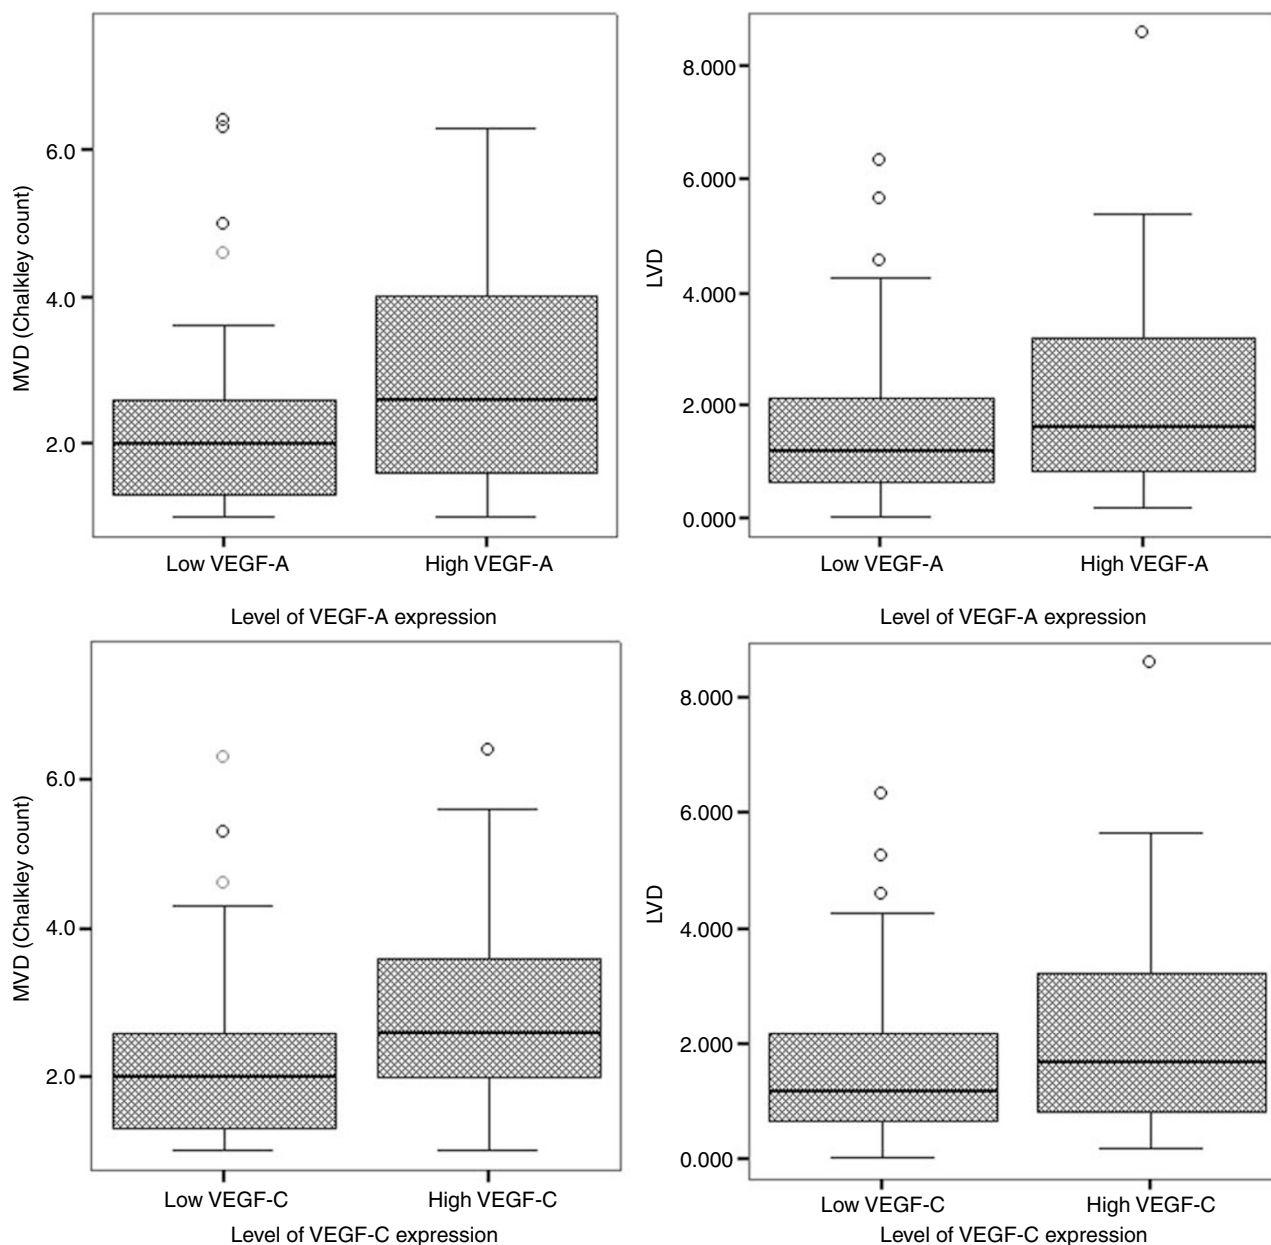 MVD (Chalkley count)
6.0
4.0
2.0
Low VEGF-A
High VEGF-A
Level of VEGF-A expression
LVD
8.000
6.000
4.000
2.000
0.000
Low VEGF-A
High VEGF-A
Level of VEGF-A expression
MVD (Chalkley count)
6.0
4.0
2.0
Low VEGF-C
High VEGF-C
Level of VEGF-C expression
LVD
8.000
6.000
4.000
2.000
0.000
Low VEGF-C
High VEGF-C
Level of VEGF-C expression